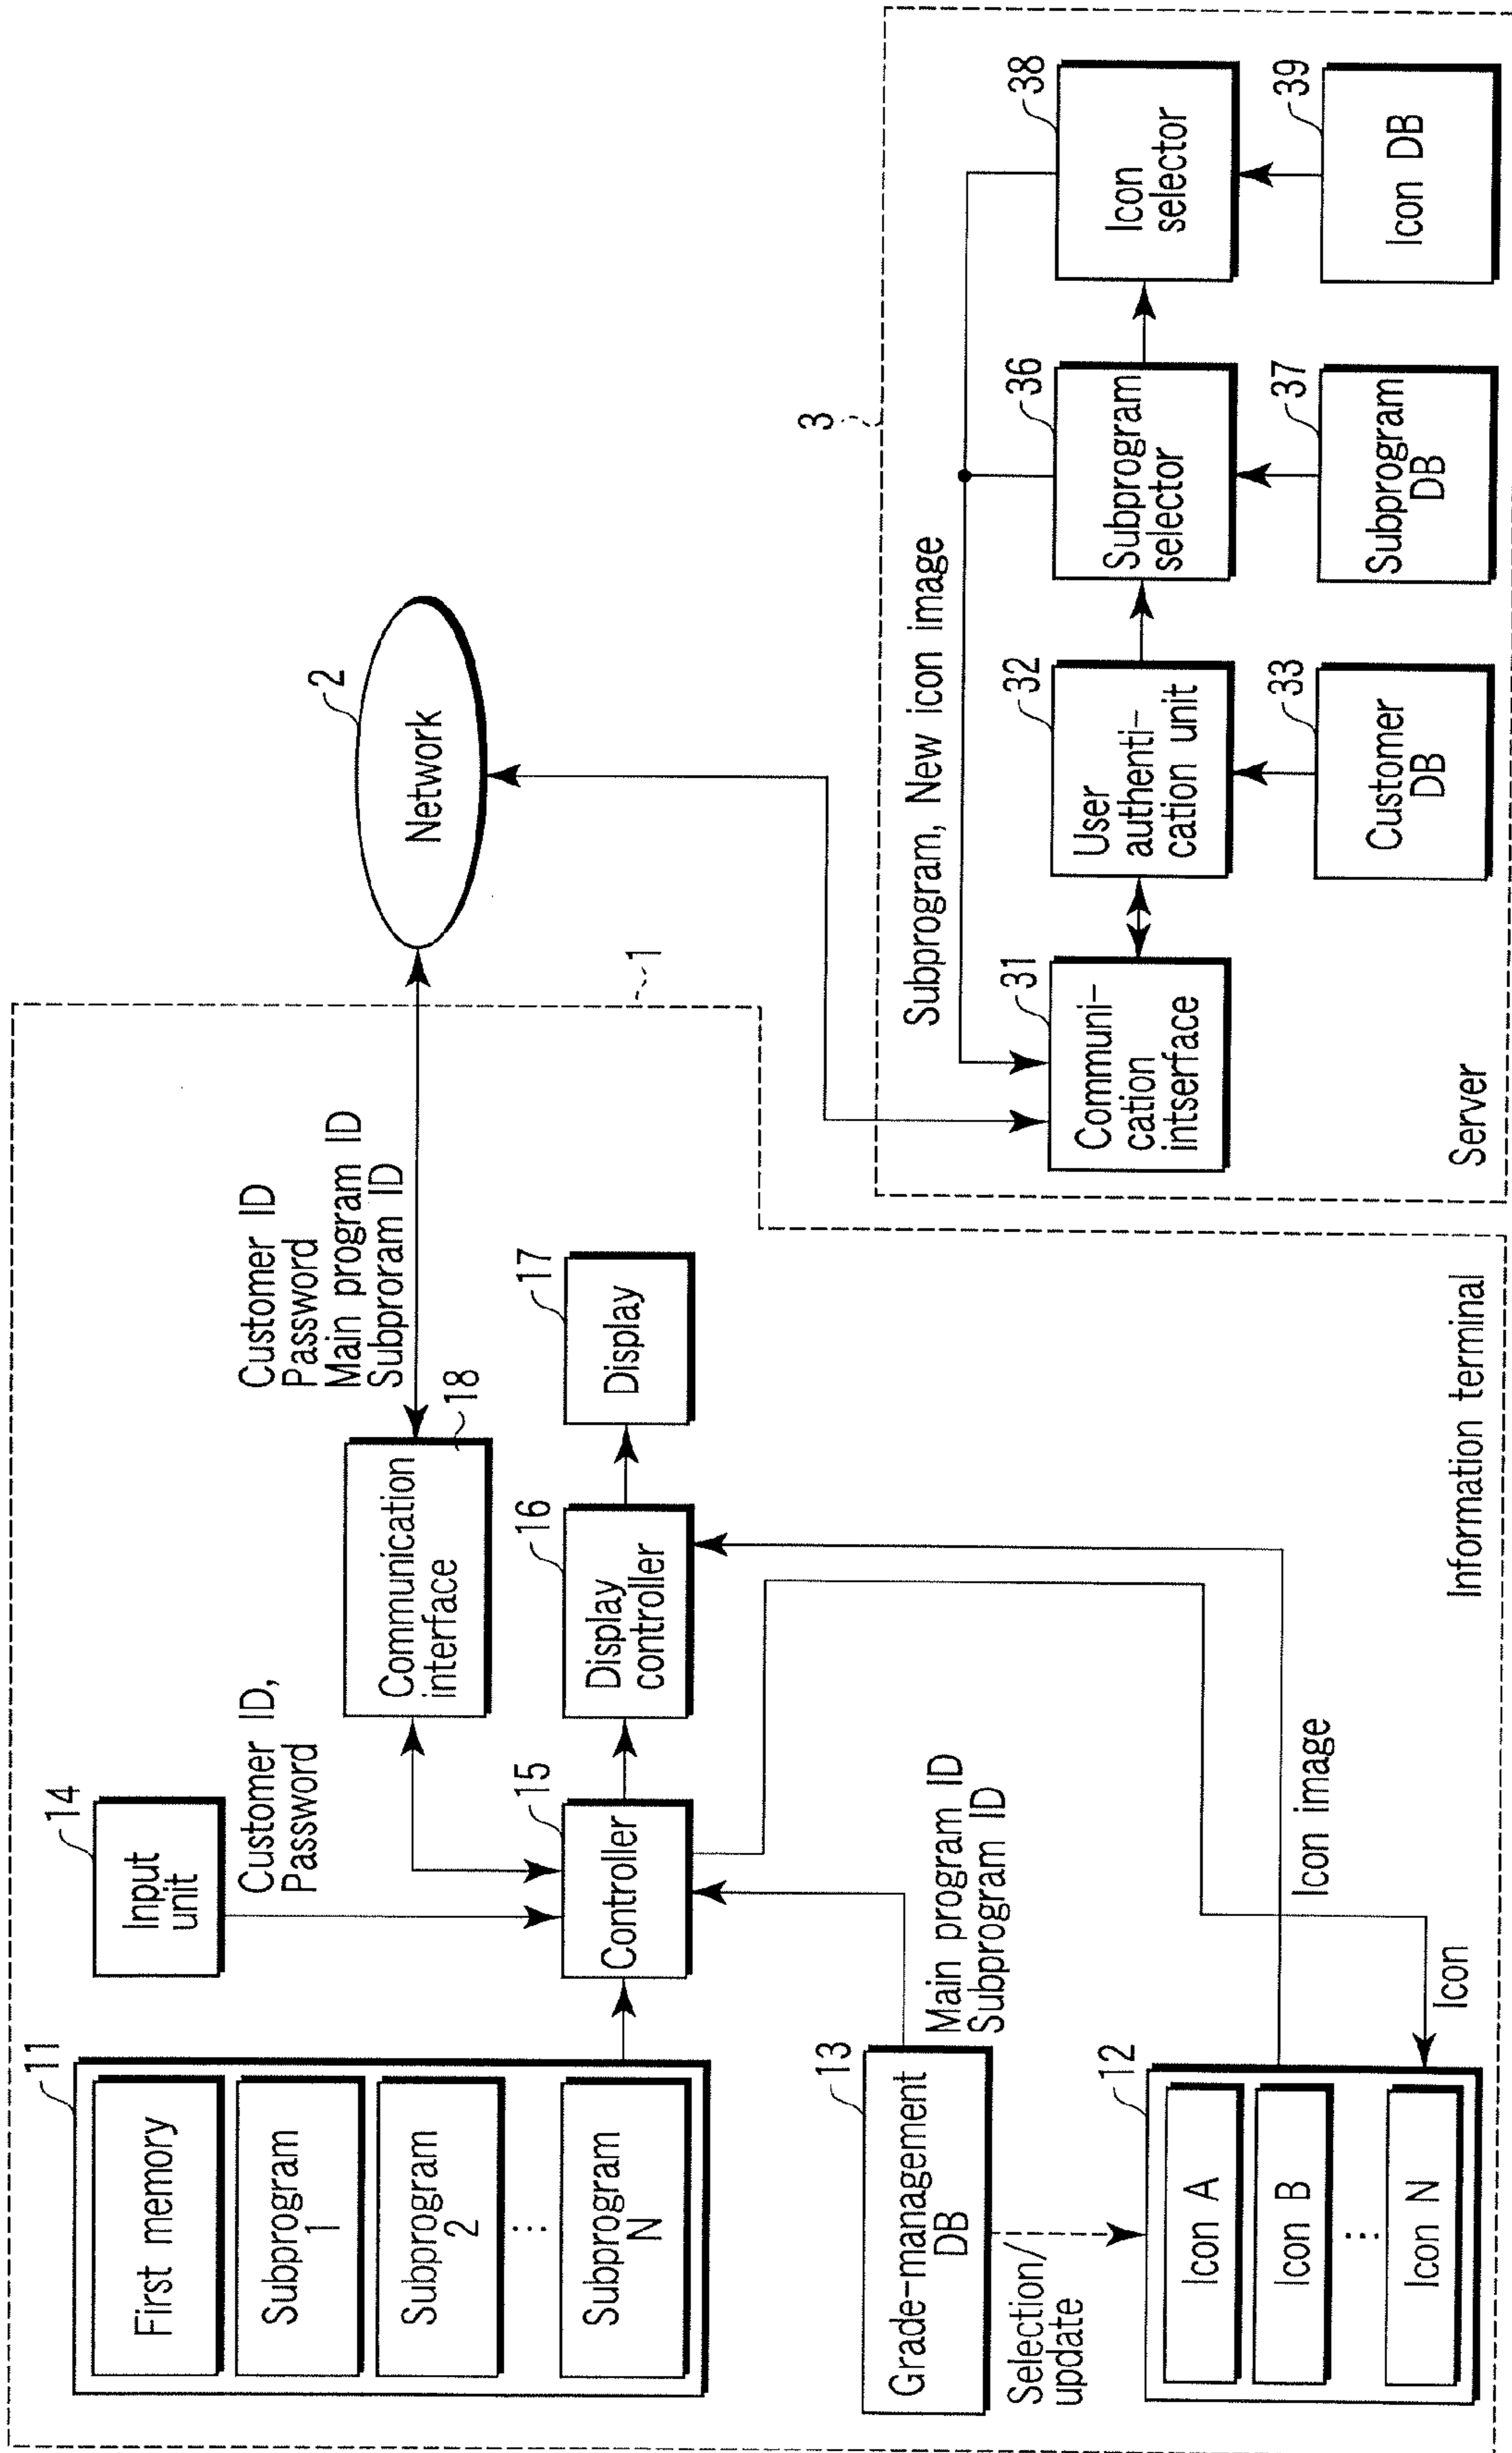 11
First memory
Subprogram
1
Subprogram
2
...
Subprogram
N
14
Input
unit
Customer ID,
Password
15
Controller
Communication
interface
18
Customer ID
Password
Main program ID
Subproram ID
16
Display
controller
17
Display
13
Grade-management
DB
Main program ID
Subprogram ID
Selection/
update
12
Icon A
Icon B
...
Icon N
Icon image
Icon
Information terminal
1
2
Network
3
Subprogram, New icon image
31
Communi-
cation
intserface
32
User
authenti-
cation unit
36
Subprogram
selector
38
Icon
selector
33
Customer
DB
37
Subprogram
DB
39
Icon DB
Server